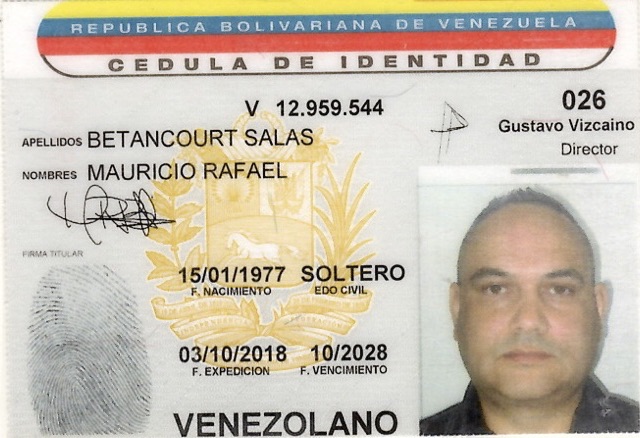 REPUBLICA BOLIVARIANA DE VENEZUELA
CEDULA DE IDENTIDAD
V 12.959.544
026
Gustavo Vizcaino
Director
APELLIDOS BETANCOURT SALAS
NOMBRES MAURICIO RAFAEL
FIRMA TITULAR
15/01/1977 SOLTERO
F. NACIMIENTO EDO CIVIL
03/10/2018 10/2028
F. EXPEDICION F. VENCIMIENTO
VENEZOLANO